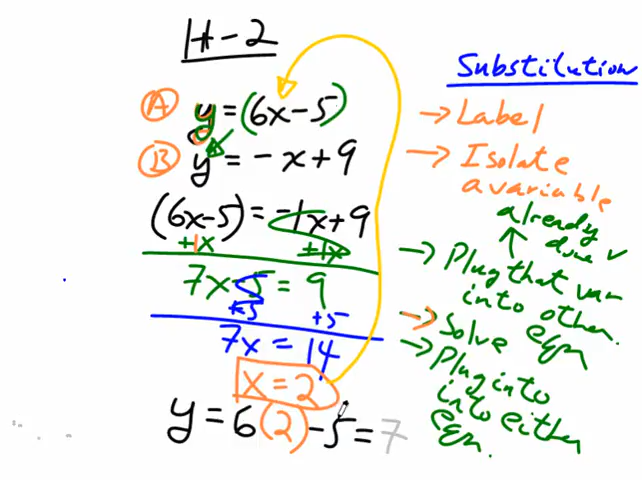 H-2
Substitution
A y = (6x-5)
→ Label
B y = -x+9
→ Isolate
a variable
already
done ✓
(6x-5) = -1x+9
+1x +1x
→ Plug that var
into other
eqn.
7x-5 = 9
+5 +5
→ Solve
7x = 14
→ Plug into
into either
eqn.
x = 2
y = 6(2)-5 = 7